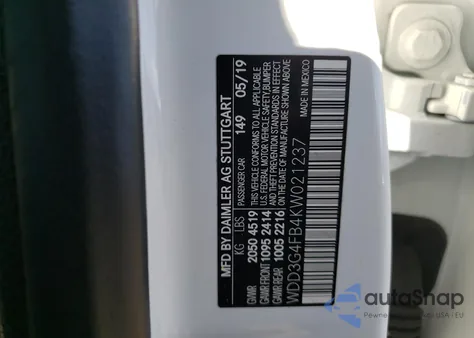 MFD BY DAIMLER AG STUTTGART
PASSENGER CAR 149 05/19
KG LBS
GVWR 2050 4519
GAWR FRONT 1095 2414
GAWR REAR 1005 2216
THIS VEHICLE CONFORMS TO ALL APPLICABLE
U.S. FEDERAL MOTOR VEHICLE SAFETY, BUMPER
AND THEFT PREVENTION STANDARDS IN EFFECT
ON THE DATE OF MANUFACTURE SHOWN ABOVE
WDD3G4FB4KW021237
MADE IN MEXICO
autoSnap